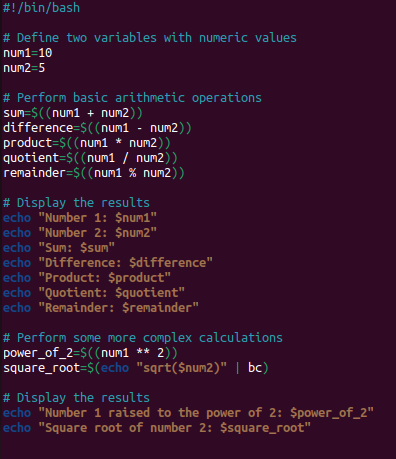 #!/bin/bash
# Define two variables with numeric values
num1=10
num2=5
# Perform basic arithmetic operations
sum=$((num1 + num2))
difference=$((num1 - num2))
product=$((num1 * num2))
quotient=$((num1 / num2))
remainder=$((num1 % num2))
# Display the results
echo "Number 1: $num1"
echo "Number 2: $num2"
echo "Sum: $sum"
echo "Difference: $difference"
echo "Product: $product"
echo "Quotient: $quotient"
echo "Remainder: $remainder"
# Perform some more complex calculations
power_of_2=$((num1 ** 2))
square_root=$(echo "sqrt($num2)" | bc)
# Display the results
echo "Number 1 raised to the power of 2: $power_of_2"
echo "Square root of number 2: $square_root"